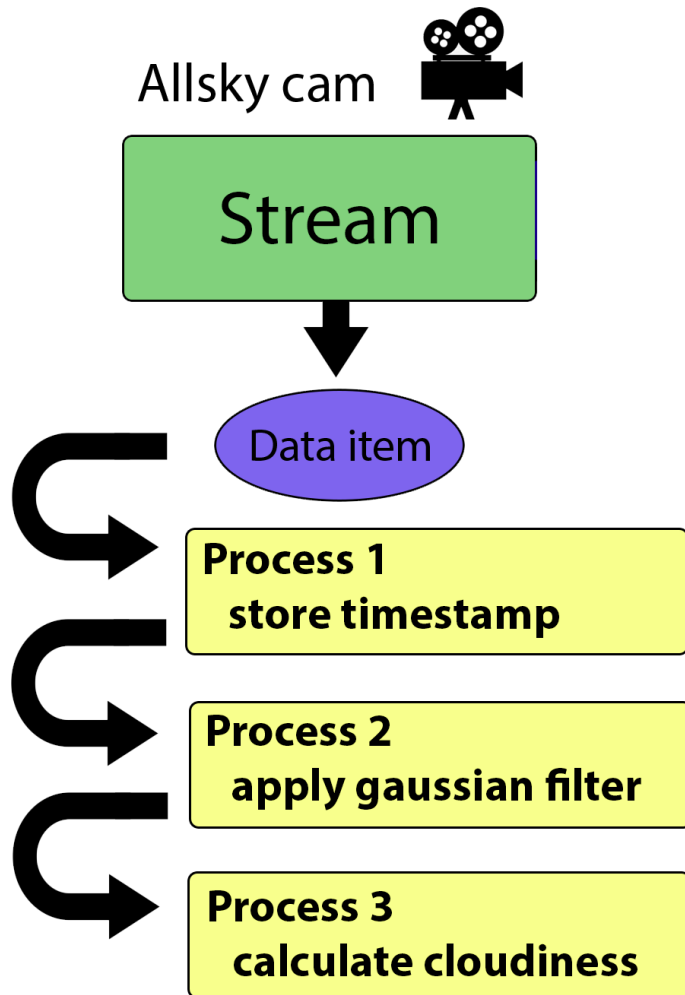 Allsky cam
Stream
Data item
Process 1
store timestamp
Process 2
apply gaussian filter
Process 3
calculate cloudiness